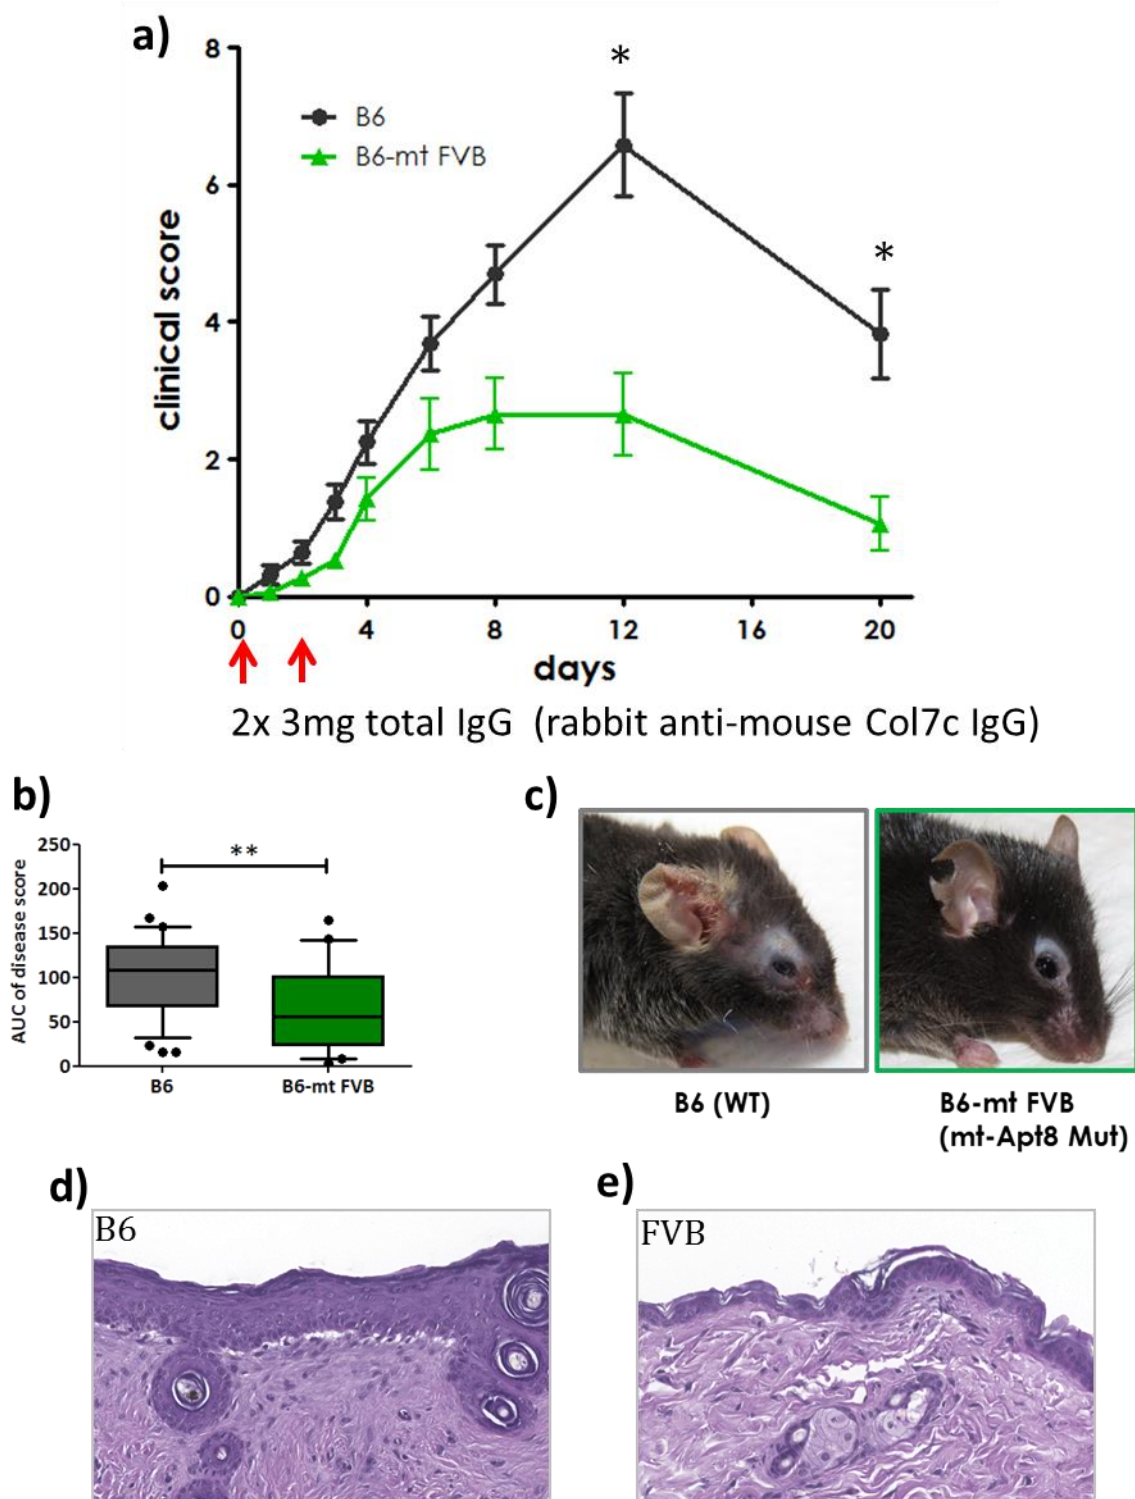 a)
8
6
4
2
0
clinical score
B6
B6-mt FVB
*
*
0 4 8 12 16 20
days
2x 3mg total IgG (rabbit anti-mouse Col7c IgG)
b)
250
200
150
100
50
0
AUC of disease score
**
B6 B6-mt FVB
c)
B6 (WT)
B6-mt FVB
(mt-Apt8 Mut)
d)
B6
e)
FVB